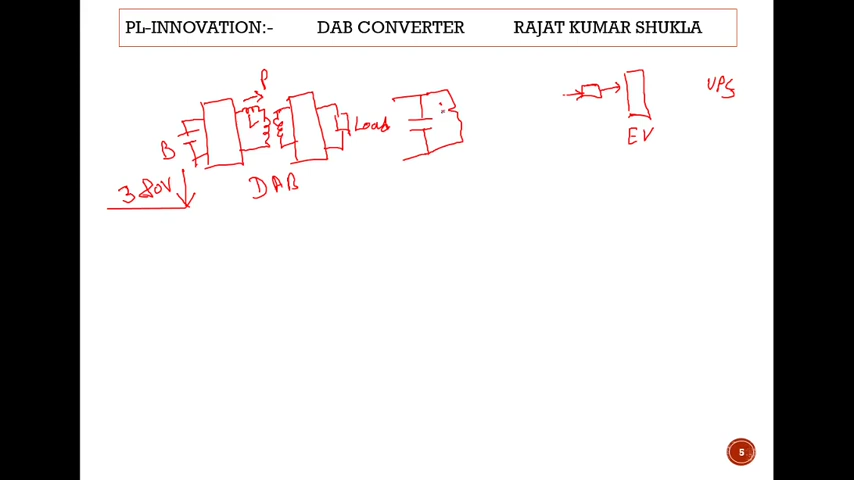 PL-INNOVATION:- DAB CONVERTER RAJAT KUMAR SHUKLA
P
UPS
Load
B
EV
380V
DAB
5